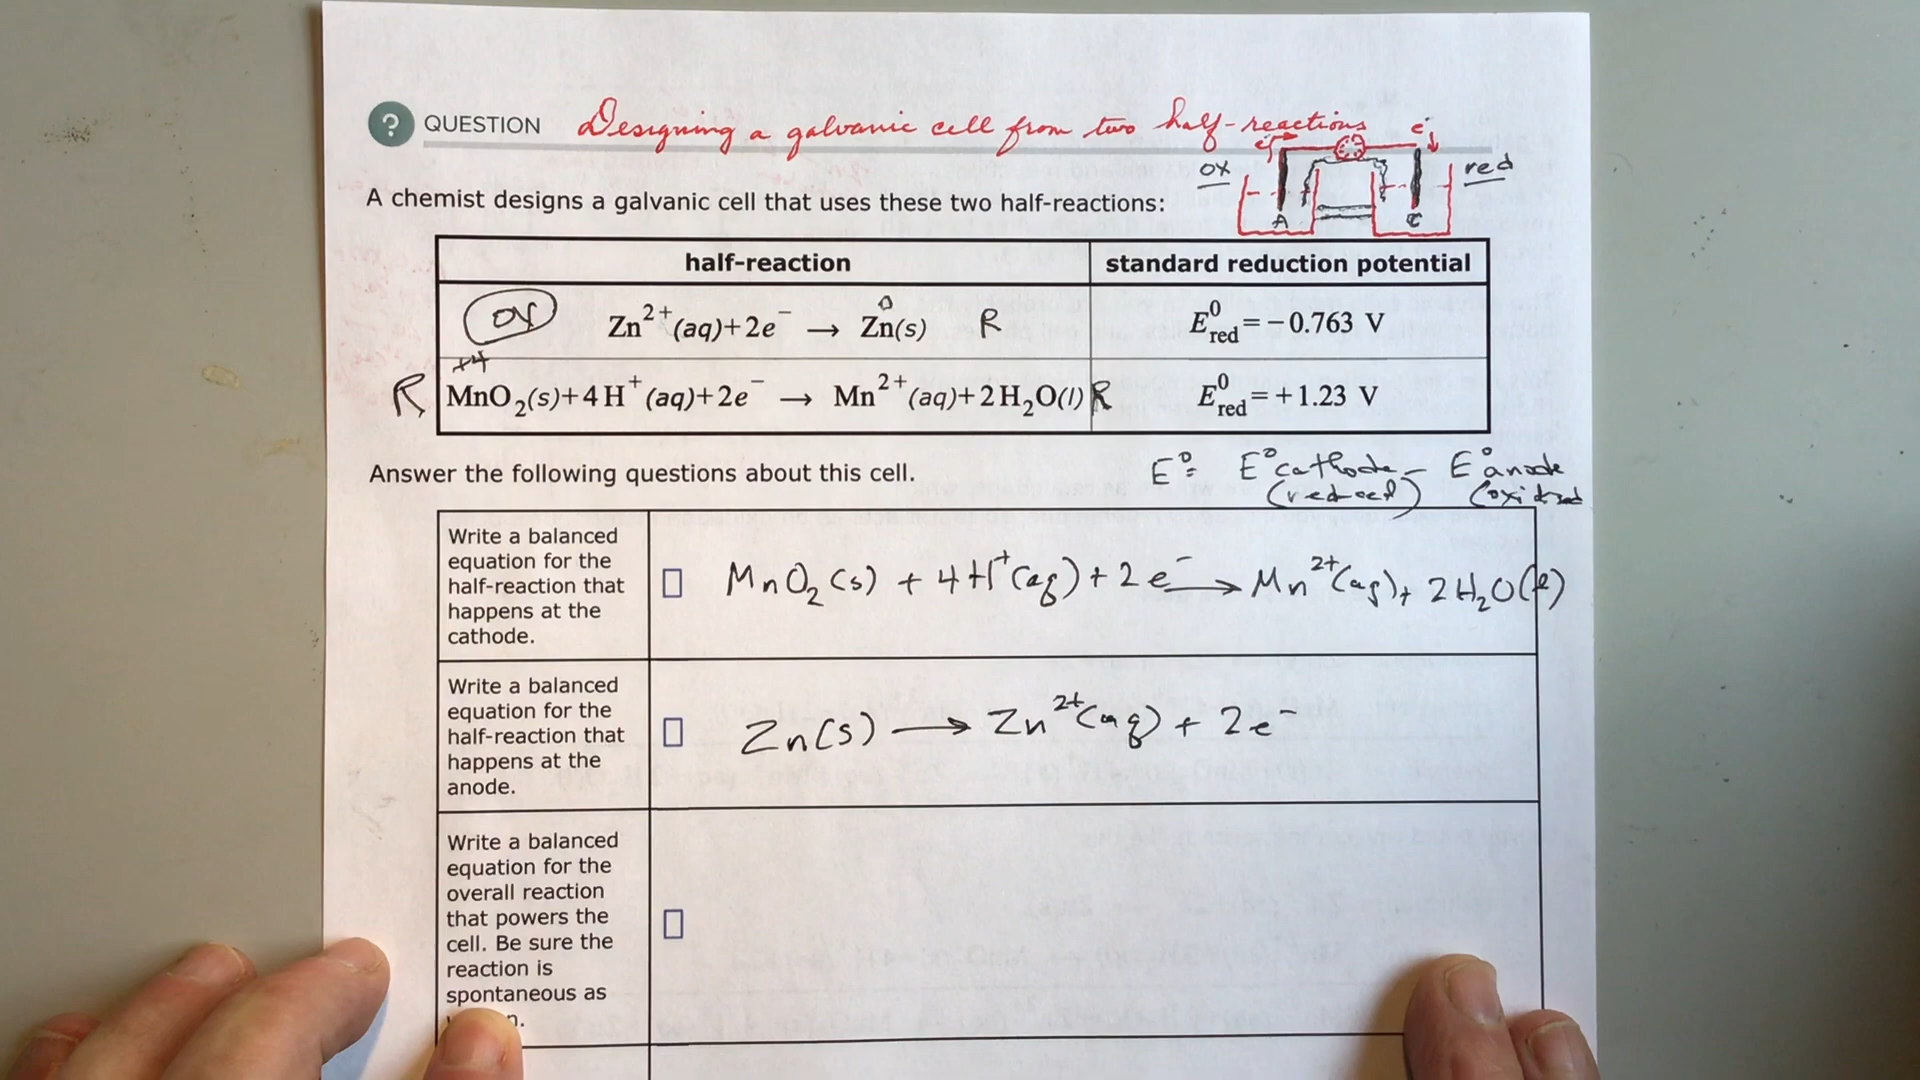 ? QUESTION Designing a galvanic cell from two half-reactions
e⁻ e⁻
ox red
A chemist designs a galvanic cell that uses these two half-reactions:
A C
half-reaction standard reduction potential
0
ox Zn²⁺(aq)+2e⁻ → Zn(s) R E⁰red = −0.763 V
+4
R MnO₂(s)+4H⁺(aq)+2e⁻ → Mn²⁺(aq)+2H₂O(l) R E⁰red = +1.23 V
Answer the following questions about this cell. E° = E°cathode − E°anode
(reduced) (oxidized
Write a balanced
equation for the
half-reaction that
happens at the
cathode.
MnO₂(s) + 4H⁺(aq) + 2e⁻ → Mn²⁺(aq) + 2H₂O(l)
Write a balanced
equation for the
half-reaction that
happens at the
anode.
Zn(s) → Zn²⁺(aq) + 2e⁻
Write a balanced
equation for the
overall reaction
that powers the
cell. Be sure the
reaction is
spontaneous as